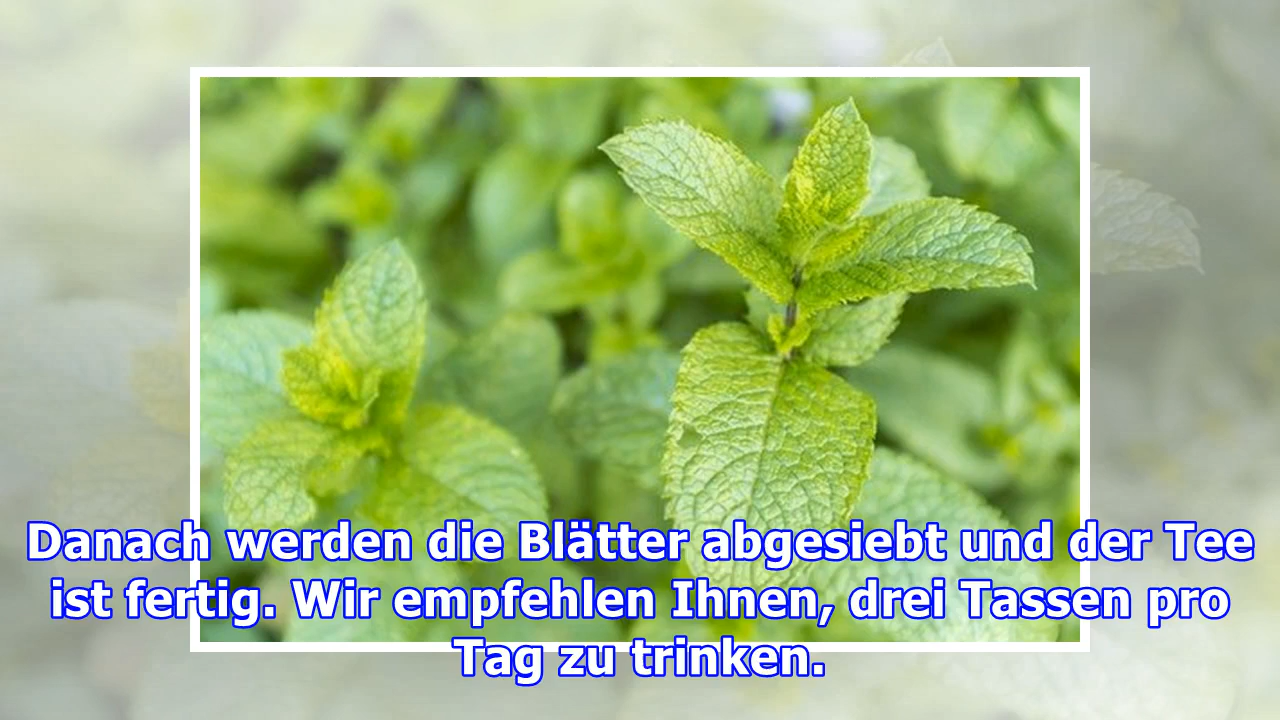 Danach werden die Blätter abgesiebt und der Tee
ist fertig. Wir empfehlen Ihnen, drei Tassen pro
Tag zu trinken.